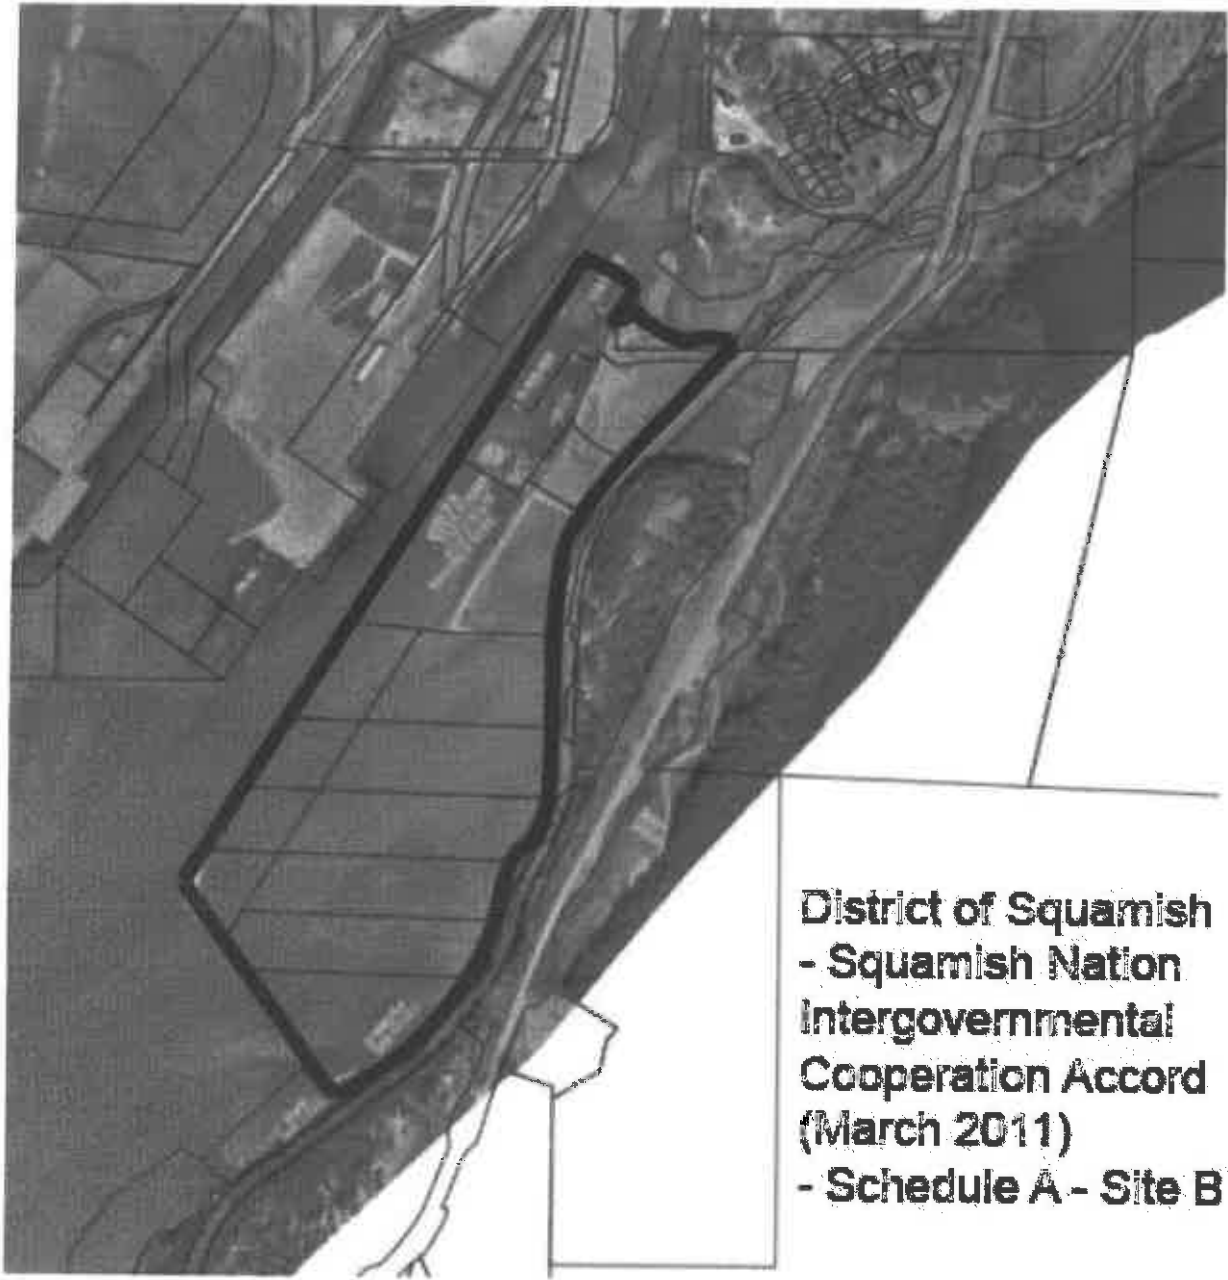 District of Squamish
- Squamish Nation
Intergovernmental
Cooperation Accord
(March 2011)
- Schedule A - Site B